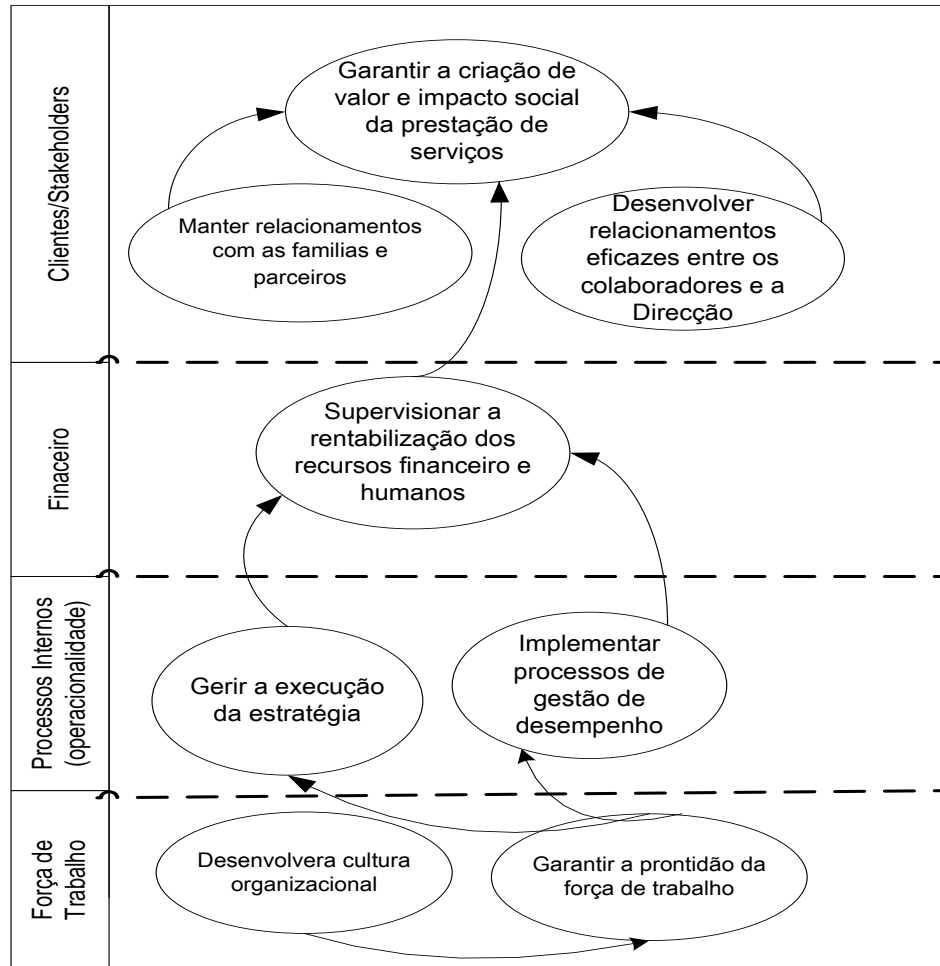 Clientes/Stakeholders
Garantir a criação de
valor e impacto social
da prestação de
serviços
Manter relacionamentos
com as familias e
parceiros
Desenvolver
relacionamentos
eficazes entre os
colaboradores e a
Direcção
Finaceiro
Supervisionar a
rentabilização dos
recursos financeiro e
humanos
Processos Internos
(operacionalidade)
Gerir a execução
da estratégia
Implementar
processos de
gestão de
desempenho
Força de
Trabalho
Desenvolvera cultura
organizacional
Garantir a prontidão da
força de trabalho